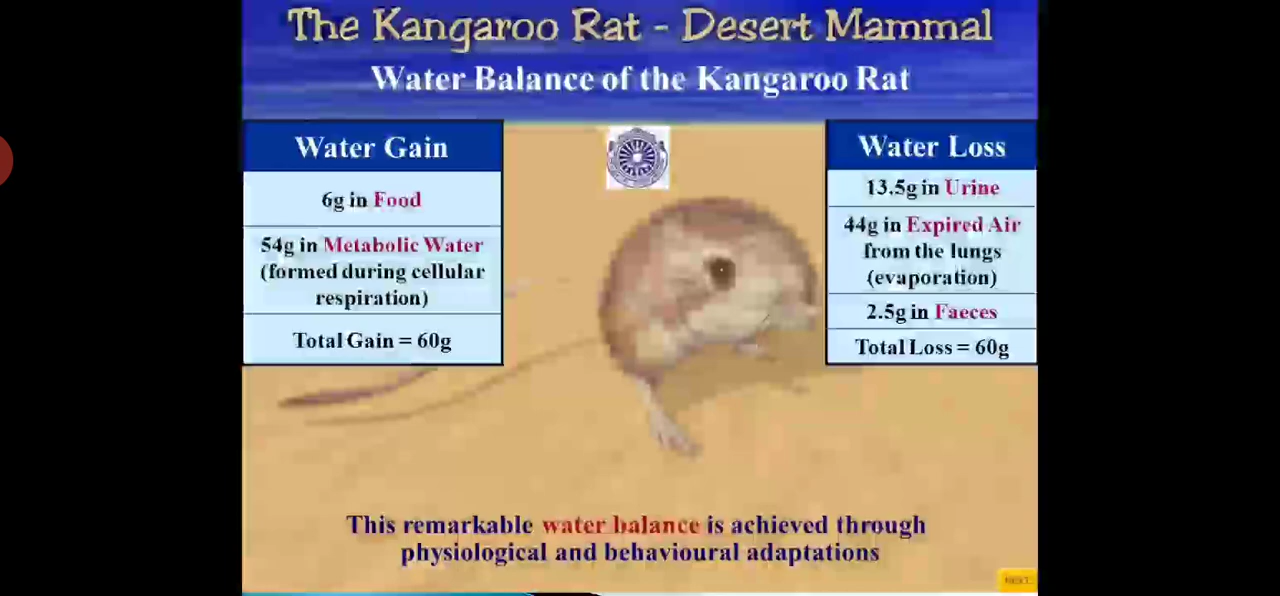 The Kangaroo Rat - Desert Mammal
Water Balance of the Kangaroo Rat
Water Gain
6g in Food
54g in Metabolic Water
(formed during cellular
respiration)
Total Gain = 60g
Water Loss
13.5g in Urine
44g in Expired Air
from the lungs
(evaporation)
2.5g in Faeces
Total Loss = 60g
This remarkable water balance is achieved through
physiological and behavioural adaptations
NEXT